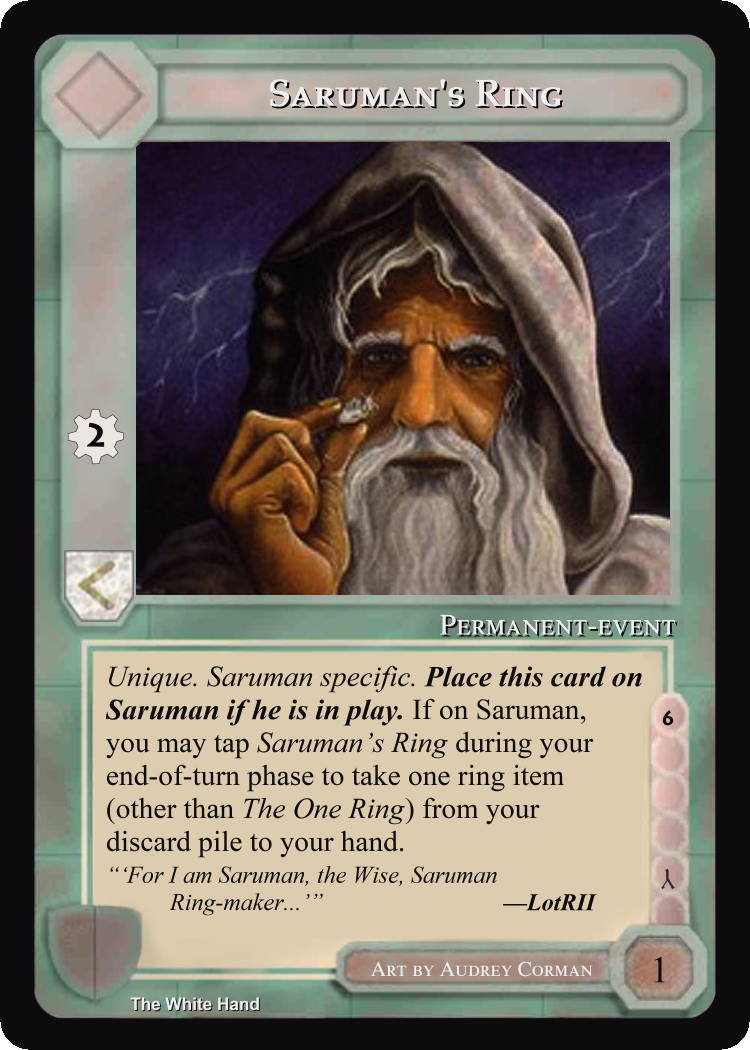 SARUMAN'S RING
2
PERMANENT-EVENT
Unique. Saruman specific. Place this card on
Saruman if he is in play. If on Saruman,
you may tap Saruman's Ring during your
end-of-turn phase to take one ring item
(other than The One Ring) from your
discard pile to your hand.
“‘For I am Saruman, the Wise, Saruman
Ring-maker...’”
—LotRII
6
ART BY AUDREY CORMAN
1
The White Hand